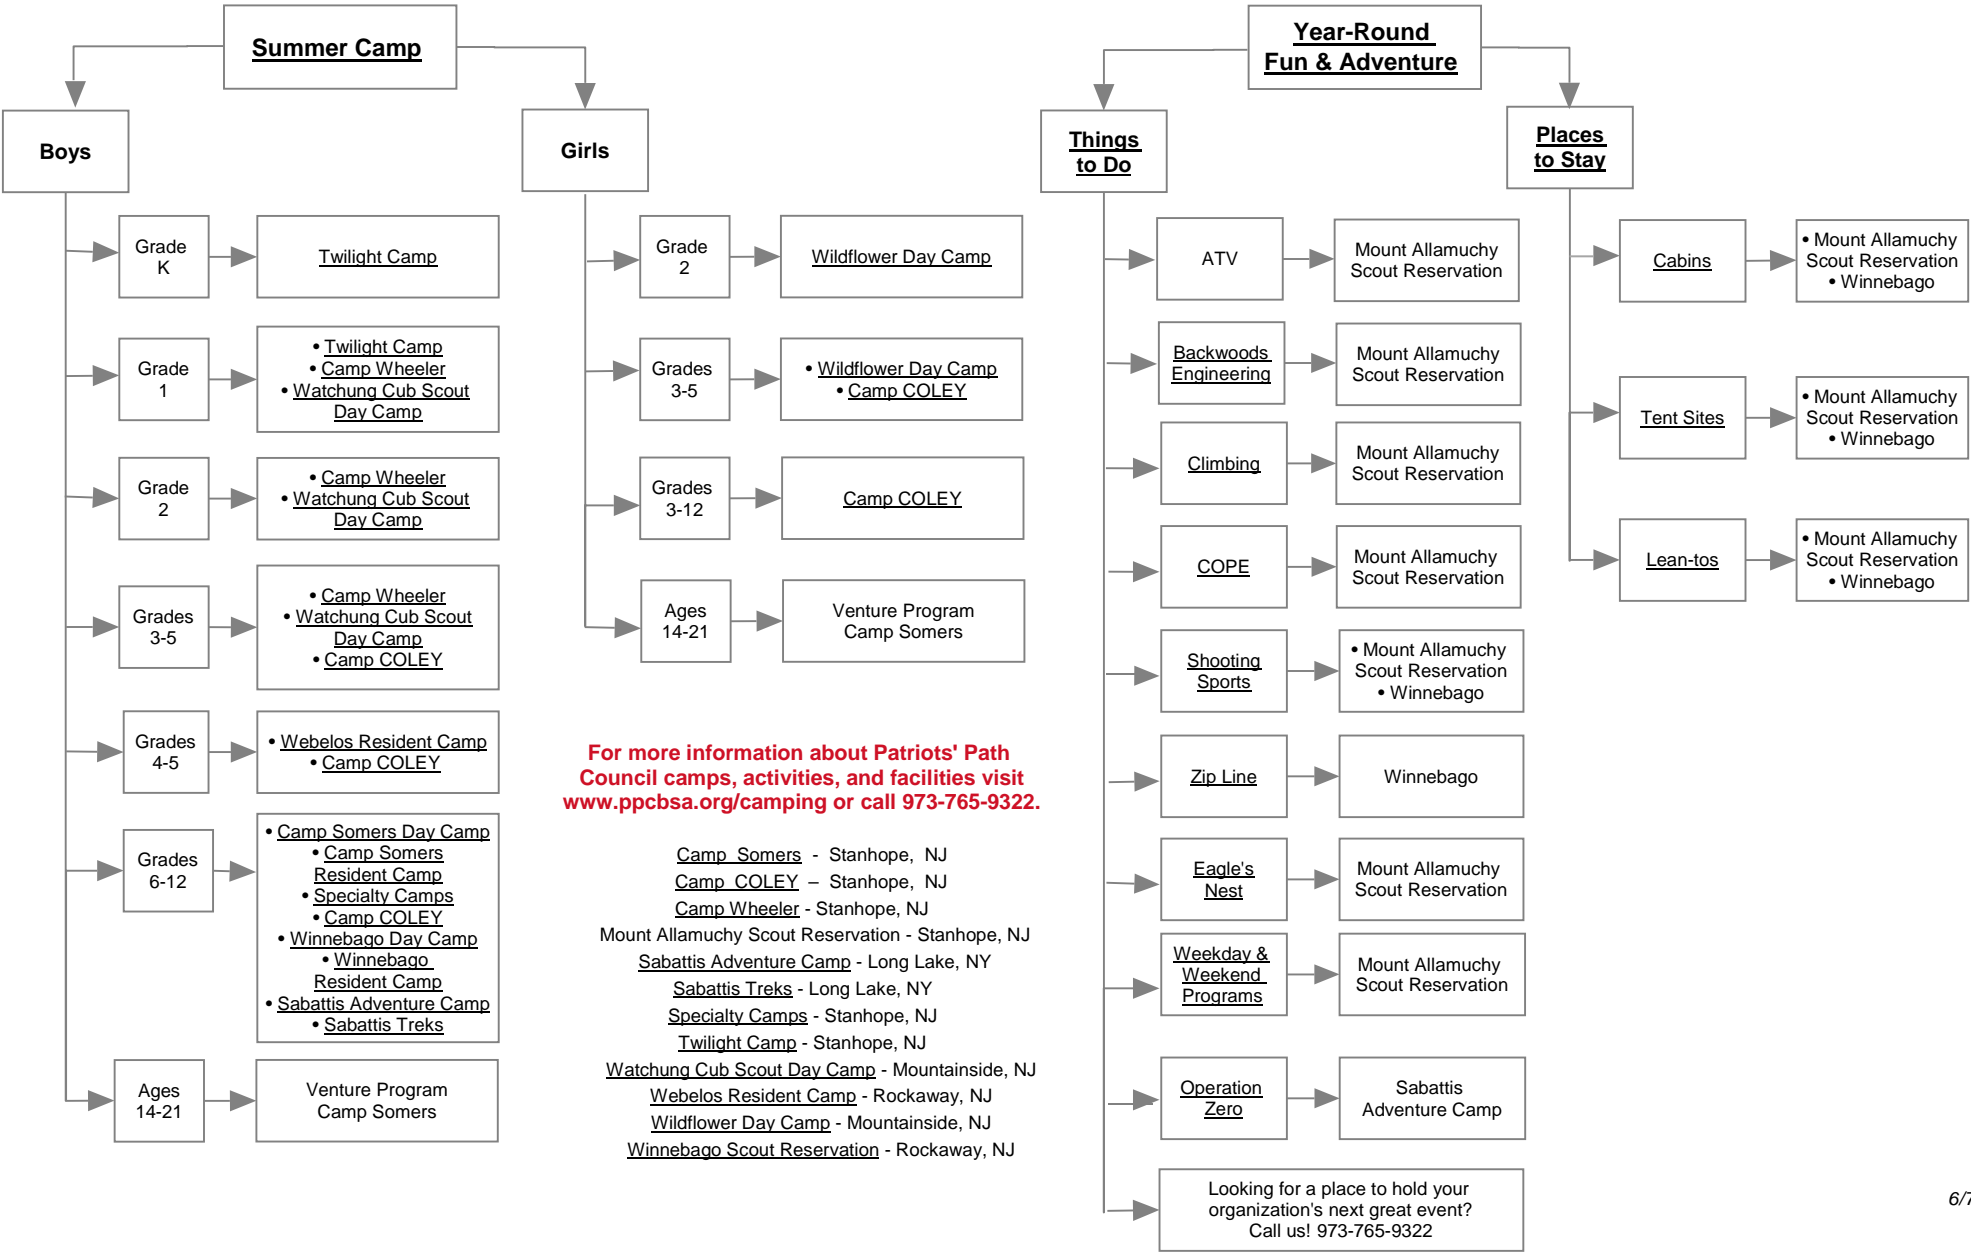 Summer Camp
Boys
Grade
K
Twilight Camp
Grade
1
• Twilight Camp
• Camp Wheeler
• Watchung Cub Scout
Day Camp
Grade
2
• Camp Wheeler
• Watchung Cub Scout
Day Camp
Grades
3-5
• Camp Wheeler
• Watchung Cub Scout
Day Camp
• Camp COLEY
Grades
4-5
• Webelos Resident Camp
• Camp COLEY
Grades
6-12
• Camp Somers Day Camp
• Camp Somers
Resident Camp
• Specialty Camps
• Camp COLEY
• Winnebago Day Camp
• Winnebago
Resident Camp
• Sabattis Adventure Camp
• Sabattis Treks
Ages
14-21
Venture Program
Camp Somers
Girls
Grade
2
Wildflower Day Camp
Grades
3-5
• Wildflower Day Camp
• Camp COLEY
Grades
3-12
Camp COLEY
Ages
14-21
Venture Program
Camp Somers
For more information about Patriots' Path
Council camps, activities, and facilities visit
www.ppcbsa.org/camping or call 973-765-9322.
Camp Somers - Stanhope, NJ
Camp COLEY – Stanhope, NJ
Camp Wheeler - Stanhope, NJ
Mount Allamuchy Scout Reservation - Stanhope, NJ
Sabattis Adventure Camp - Long Lake, NY
Sabattis Treks - Long Lake, NY
Specialty Camps - Stanhope, NJ
Twilight Camp - Stanhope, NJ
Watchung Cub Scout Day Camp - Mountainside, NJ
Webelos Resident Camp - Rockaway, NJ
Wildflower Day Camp - Mountainside, NJ
Winnebago Scout Reservation - Rockaway, NJ
Year-Round
Fun & Adventure
Things
to Do
ATV
Mount Allamuchy
Scout Reservation
Backwoods
Engineering
Mount Allamuchy
Scout Reservation
Climbing
Mount Allamuchy
Scout Reservation
COPE
Mount Allamuchy
Scout Reservation
Shooting
Sports
• Mount Allamuchy
Scout Reservation
• Winnebago
Zip Line
Winnebago
Eagle's
Nest
Mount Allamuchy
Scout Reservation
Weekday &
Weekend
Programs
Mount Allamuchy
Scout Reservation
Operation
Zero
Sabattis
Adventure Camp
Looking for a place to hold your
organization's next great event?
Call us! 973-765-9322
Places
to Stay
Cabins
• Mount Allamuchy
Scout Reservation
• Winnebago
Tent Sites
• Mount Allamuchy
Scout Reservation
• Winnebago
Lean-tos
• Mount Allamuchy
Scout Reservation
• Winnebago
6/7